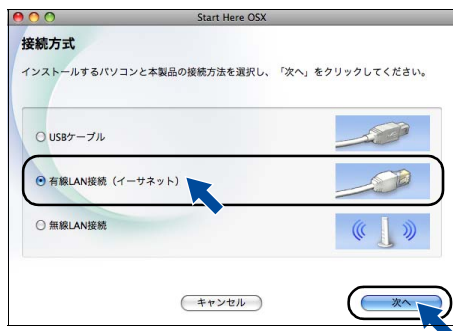 Start Here OSX
接続方式
インストールするパソコンと本製品の接続方法を選択し、「次へ」をクリックしてください。
USBケーブル
有線LAN接続（イーサネット）
無線LAN接続
キャンセル
次へ